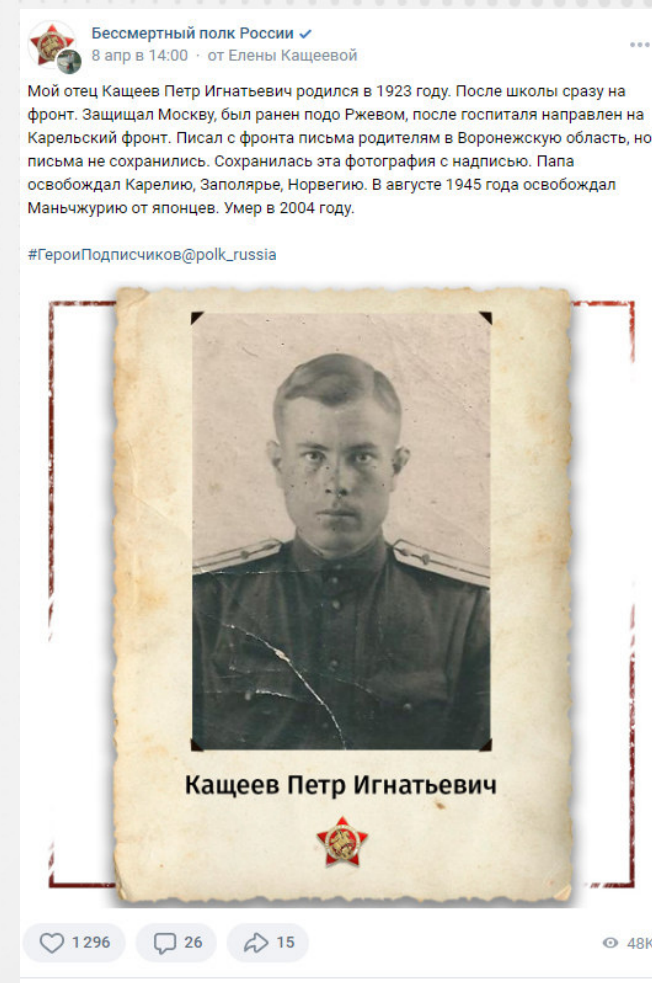 Бессмертный полк России
8 апр в 14:00 · от Елены Кащеевой
Мой отец Кащеев Петр Игнатьевич родился в 1923 году. После школы сразу на
фронт. Защищал Москву, был ранен подо Ржевом, после госпиталя направлен на
Карельский фронт. Писал с фронта письма родителям в Воронежскую область, но
письма не сохранились. Сохранилась эта фотография с надписью. Папа
освобождал Карелию, Заполярье, Норвегию. В августе 1945 года освобождал
Маньчжурию от японцев. Умер в 2004 году.
#ГероиПодписчиков@polk_russia
Кащеев Петр Игнатьевич
1 296 26 15 48K